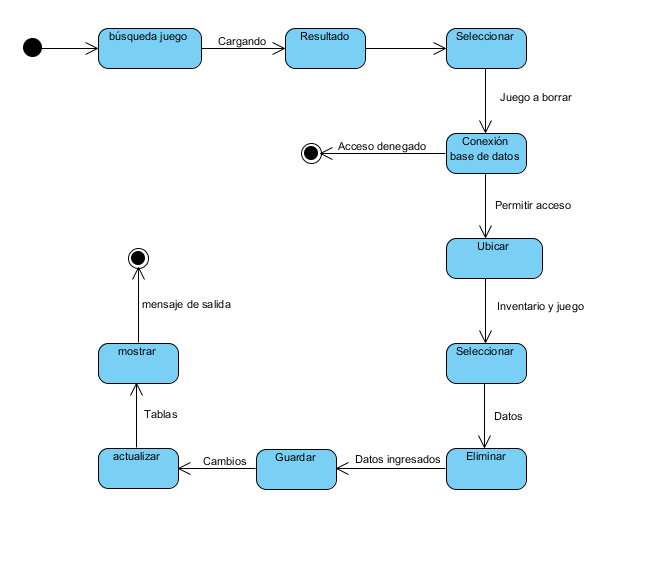 búsqueda juego
Cargando
Resultado
Seleccionar
Juego a borrar
Conexión
base de datos
Acceso denegado
Permitir acceso
Ubicar
Inventario y juego
Seleccionar
Datos
Eliminar
Datos ingresados
Guardar
Cambios
actualizar
Tablas
mostrar
mensaje de salida